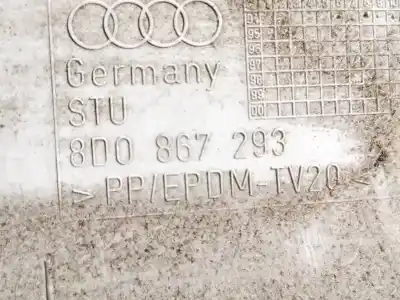 Germany
STU
8D0 867 293
> PP/EPDM-TV20 <